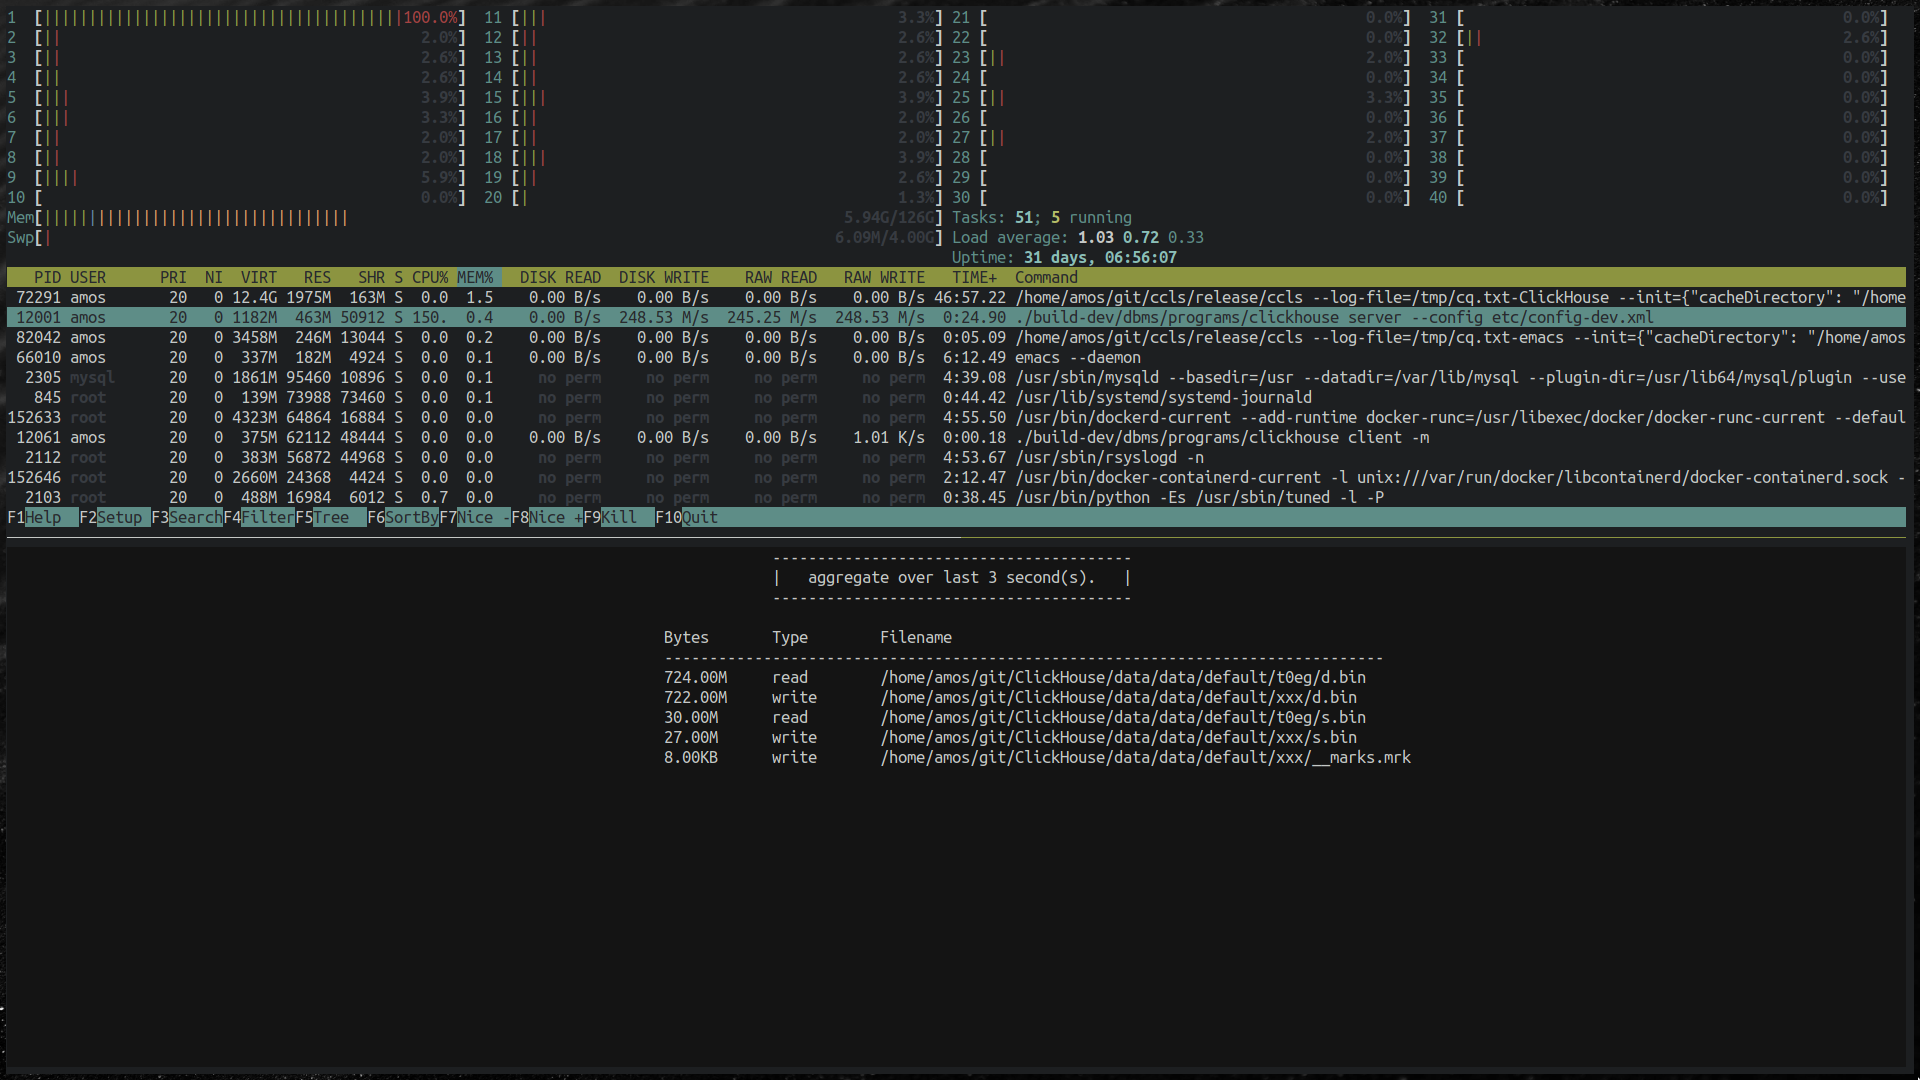 1 [||||||||||||||||||||||||||||||||||||||||100.0%] 11 [||| 3.3%] 21 [ 0.0%] 31 [ 0.0%]
2 [|| 2.0%] 12 [|| 2.6%] 22 [ 0.0%] 32 [|| 2.6%]
3 [|| 2.6%] 13 [|| 2.6%] 23 [|| 2.0%] 33 [ 0.0%]
4 [|| 2.6%] 14 [|| 2.6%] 24 [ 0.0%] 34 [ 0.0%]
5 [||| 3.9%] 15 [||| 3.9%] 25 [|| 3.3%] 35 [ 0.0%]
6 [||| 3.3%] 16 [|| 2.0%] 26 [ 0.0%] 36 [ 0.0%]
7 [|| 2.0%] 17 [|| 2.0%] 27 [|| 2.0%] 37 [ 0.0%]
8 [|| 2.0%] 18 [||| 3.9%] 28 [ 0.0%] 38 [ 0.0%]
9 [|||| 5.9%] 19 [|| 2.6%] 29 [ 0.0%] 39 [ 0.0%]
10 [ 0.0%] 20 [| 1.3%] 30 [ 0.0%] 40 [ 0.0%]
Mem[|||||||||||||||||||||||||||||||||| 5.94G/126G] Tasks: 51; 5 running
Swp[| 6.09M/4.00G] Load average: 1.03 0.72 0.33
Uptime: 31 days, 06:56:07
PID USER PRI NI VIRT RES SHR S CPU% MEM% DISK READ DISK WRITE RAW READ RAW WRITE TIME+ Command
72291 amos 20 0 12.4G 1975M 163M S 0.0 1.5 0.00 B/s 0.00 B/s 0.00 B/s 0.00 B/s 46:57.22 /home/amos/git/ccls/release/ccls --log-file=/tmp/cq.txt-ClickHouse --init={"cacheDirectory": "/home
12001 amos 20 0 1182M 463M 50912 S 150. 0.4 0.00 B/s 248.53 M/s 245.25 M/s 248.53 M/s 0:24.90 ./build-dev/dbms/programs/clickhouse server --config etc/config-dev.xml
82042 amos 20 0 3458M 246M 13044 S 0.0 0.2 0.00 B/s 0.00 B/s 0.00 B/s 0.00 B/s 0:05.09 /home/amos/git/ccls/release/ccls --log-file=/tmp/cq.txt-emacs --init={"cacheDirectory": "/home/amos
66010 amos 20 0 337M 182M 4924 S 0.0 0.1 0.00 B/s 0.00 B/s 0.00 B/s 0.00 B/s 6:12.49 emacs --daemon
2305 mysql 20 0 1861M 95460 10896 S 0.0 0.1 no perm no perm no perm no perm 4:39.08 /usr/sbin/mysqld --basedir=/usr --datadir=/var/lib/mysql --plugin-dir=/usr/lib64/mysql/plugin --use
845 root 20 0 139M 73988 73460 S 0.0 0.1 no perm no perm no perm no perm 0:44.42 /usr/lib/systemd/systemd-journald
152633 root 20 0 4323M 64864 16884 S 0.0 0.0 no perm no perm no perm no perm 4:55.50 /usr/bin/dockerd-current --add-runtime docker-runc=/usr/libexec/docker/docker-runc-current --defaul
12061 amos 20 0 375M 62112 48444 S 0.0 0.0 0.00 B/s 0.00 B/s 0.00 B/s 1.01 K/s 0:00.18 ./build-dev/dbms/programs/clickhouse client -m
2112 root 20 0 383M 56872 44968 S 0.0 0.0 no perm no perm no perm no perm 4:53.67 /usr/sbin/rsyslogd -n
152646 root 20 0 2660M 24368 4424 S 0.0 0.0 no perm no perm no perm no perm 2:12.47 /usr/bin/docker-containerd-current -l unix:///var/run/docker/libcontainerd/docker-containerd.sock -
2103 root 20 0 488M 16984 6012 S 0.7 0.0 no perm no perm no perm no perm 0:38.45 /usr/bin/python -Es /usr/sbin/tuned -l -P
F1Help F2Setup F3SearchF4FilterF5Tree F6SortByF7Nice -F8Nice +F9Kill F10Quit
----------------------------------------
| aggregate over last 3 second(s). |
----------------------------------------
Bytes Type Filename
--------------------------------------------------------------------------------
724.00M read /home/amos/git/ClickHouse/data/data/default/t0eg/d.bin
722.00M write /home/amos/git/ClickHouse/data/data/default/xxx/d.bin
30.00M read /home/amos/git/ClickHouse/data/data/default/t0eg/s.bin
27.00M write /home/amos/git/ClickHouse/data/data/default/xxx/s.bin
8.00KB write /home/amos/git/ClickHouse/data/data/default/xxx/__marks.mrk